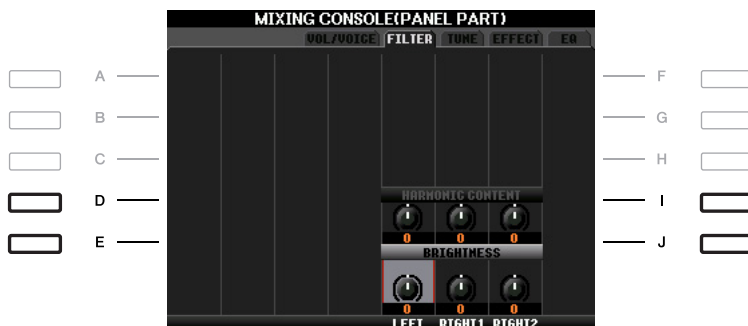 MIXING CONSOLE(PANEL PART)
VOL/VOICE FILTER TUNE EFFECT EQ
A F
B G
C H
D I
HARMONIC CONTENT
0 0 0
E J
BRIGHTNESS
0 0 0
LEFT RIGHT1 RIGHT2